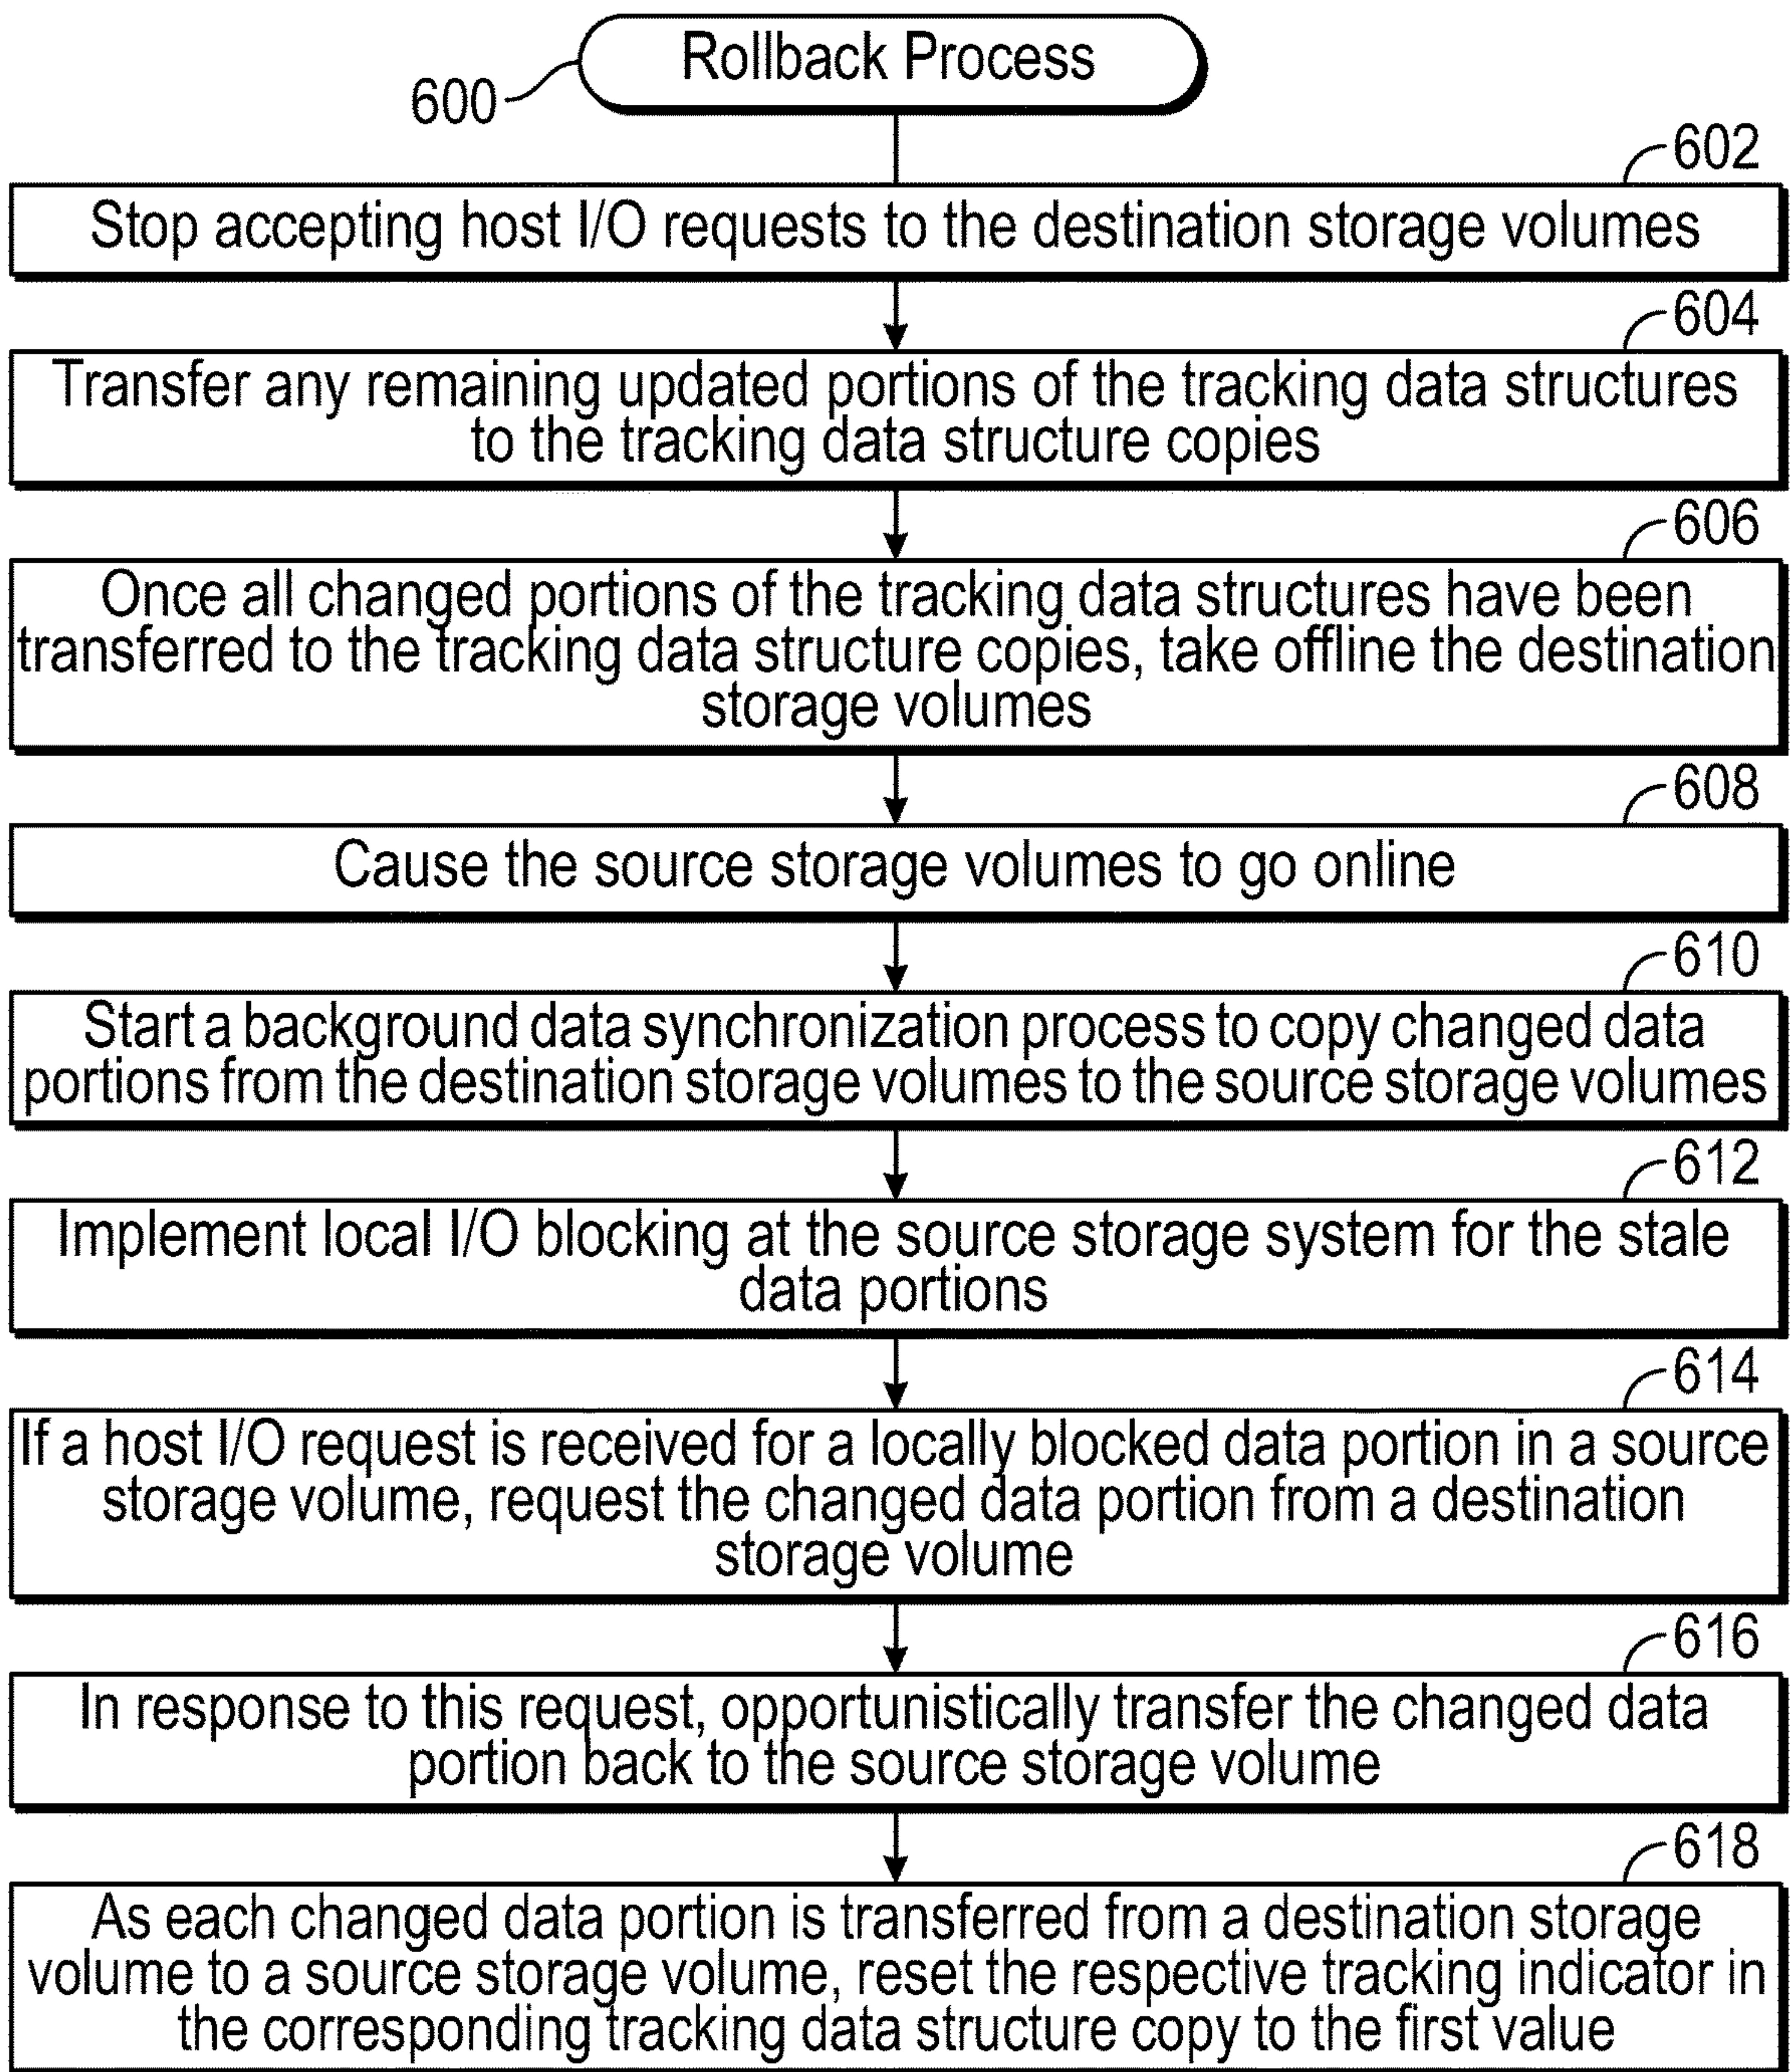 Rollback Process
600
602
Stop accepting host I/O requests to the destination storage volumes
604
Transfer any remaining updated portions of the tracking data structures
to the tracking data structure copies
606
Once all changed portions of the tracking data structures have been
transferred to the tracking data structure copies, take offline the destination
storage volumes
608
Cause the source storage volumes to go online
610
Start a background data synchronization process to copy changed data
portions from the destination storage volumes to the source storage volumes
612
Implement local I/O blocking at the source storage system for the stale
data portions
614
If a host I/O request is received for a locally blocked data portion in a source
storage volume, request the changed data portion from a destination
storage volume
616
In response to this request, opportunistically transfer the changed data
portion back to the source storage volume
618
As each changed data portion is transferred from a destination storage
volume to a source storage volume, reset the respective tracking indicator in
the corresponding tracking data structure copy to the first value